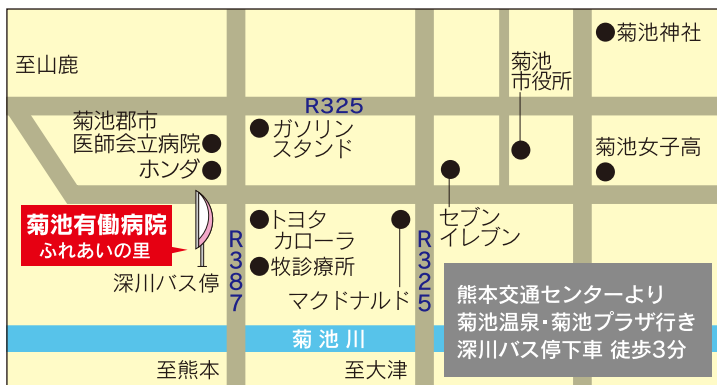 菊池神社
至山鹿
菊池
市役所
R325
菊池郡市
医師会立病院
ガソリン
スタンド
ホンダ
菊池女子高
菊池有働病院
ふれあいの里
トヨタ
カローラ
セブン
イレブン
R387
R325
牧診療所
深川バス停
マクドナルド
熊本交通センターより
菊池温泉・菊池プラザ行き
深川バス停下車 徒歩3分
菊池川
至熊本
至大津